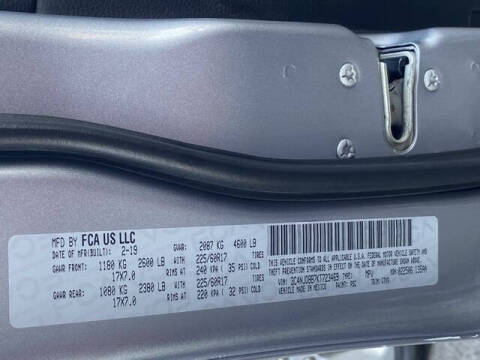 MFD BY FCA US LLC
DATE OF MFR(BUILT): 2-19 GVWR: 2087 KG 4600 LB
GAWR FRONT: 1180 KG 2600 LB TIRES 225/60R17
17X7.0 RIMS AT: 240 KPA ( 35 PSI) COLD
GAWR REAR: 1080 KG 2380 LB TIRES 225/60R17
17X7.0 RIMS AT: 220 KPA ( 32 PSI) COLD
THIS VEHICLE CONFORMS TO ALL APPLICABLE U.S.A. FEDERAL MOTOR VEHICLE
SAFETY, BUMPER, AND THEFT PREVENTION STANDARDS IN EFFECT ON THE DATE OF
MANUFACTURE SHOWN ABOVE.
TYPE: MPV
VEHICLE MADE IN MEXICO